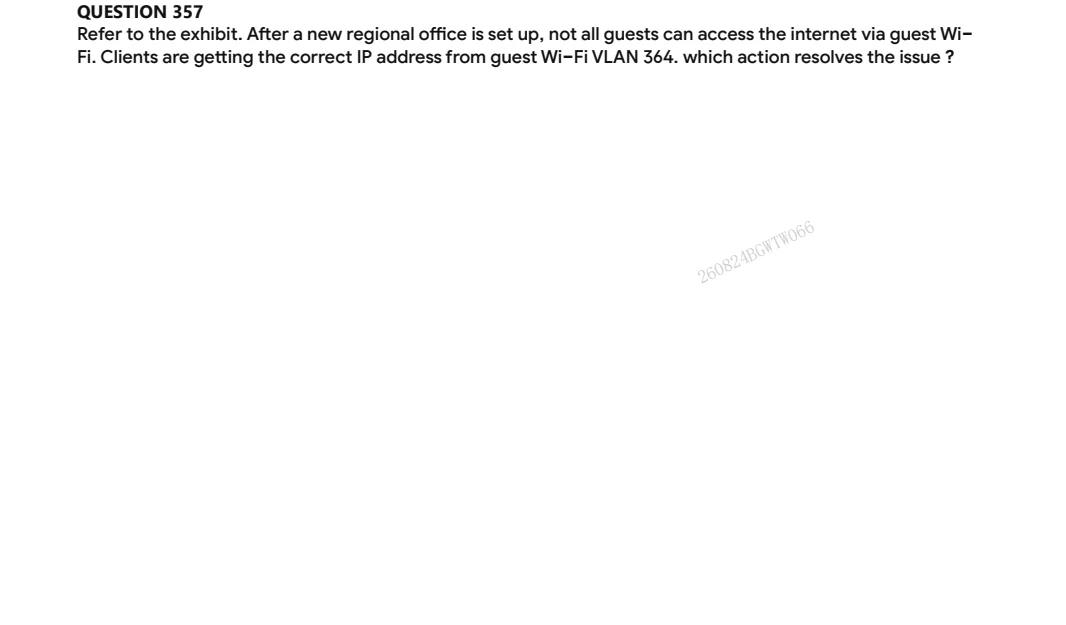 QUESTION 357
Refer to the exhibit. After a new regional office is set up, not all guests can access the internet via guest Wi-
Fi. Clients are getting the correct IP address from guest Wi-Fi VLAN 364. which action resolves the issue ?
260824BGWTW066